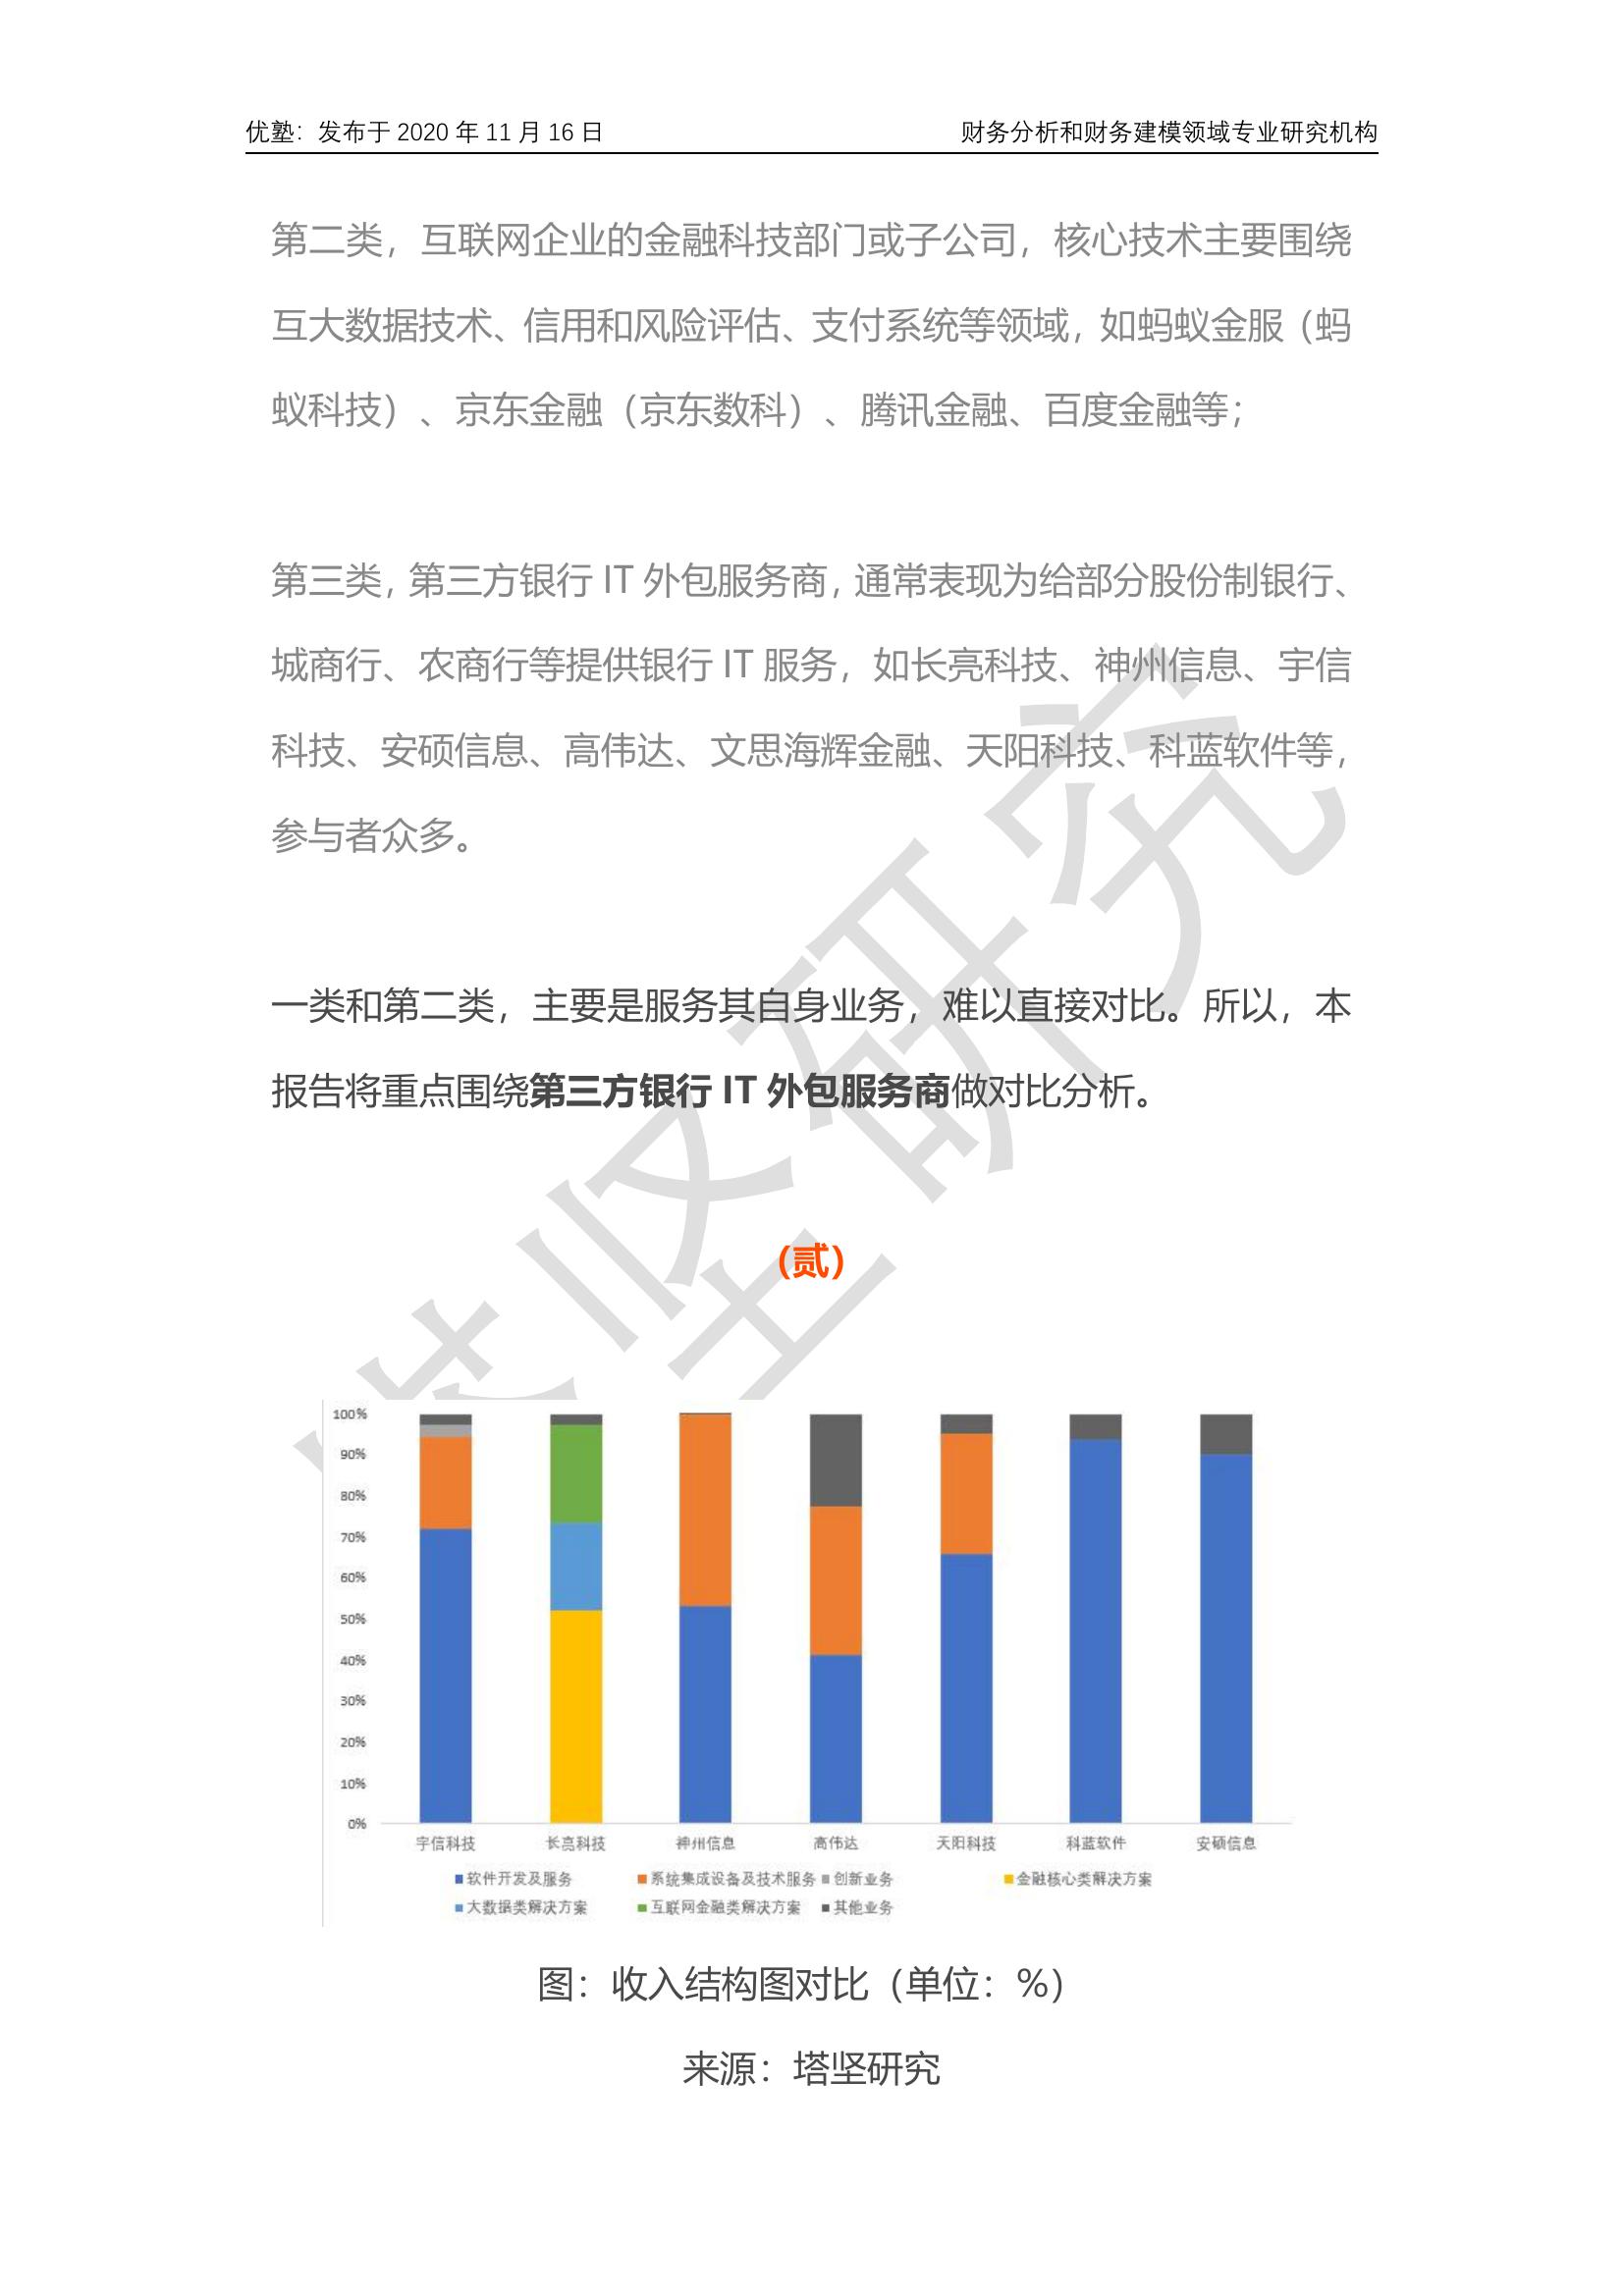 优塾：发布于 2020 年 11 月 16 日
财务分析和财务建模领域专业研究机构
第二类，互联网企业的金融科技部门或子公司，核心技术主要围绕
互大数据技术、信用和风险评估、支付系统等领域，如蚂蚁金服（蚂
蚁科技）、京东金融（京东数科）、腾讯金融、百度金融等；
第三类，第三方银行 IT 外包服务商，通常表现为给部分股份制银行、
城商行、农商行等提供银行 IT 服务，如长亮科技、神州信息、宇信
科技、安硕信息、高伟达、文思海辉金融、天阳科技、科蓝软件等，
参与者众多。
一类和第二类，主要是服务其自身业务，难以直接对比。所以，本
报告将重点围绕第三方银行 IT 外包服务商做对比分析。
塔坚研究
（贰）
100%
90%
80%
70%
60%
50%
40%
30%
20%
10%
0%
宇信科技 长亮科技 神州信息 高伟达 天阳科技 科蓝软件 安硕信息
软件开发及服务 系统集成设备及技术服务 创新业务 金融核心类解决方案
大数据类解决方案 互联网金融类解决方案 其他业务
图：收入结构图对比（单位：%）
来源：塔坚研究